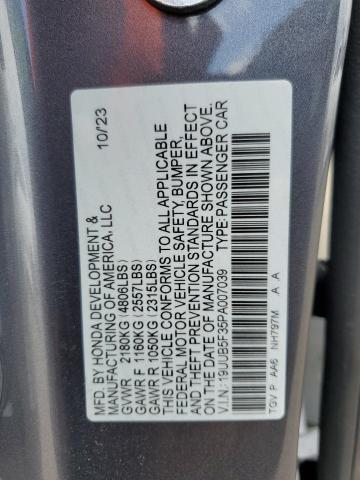 MFD. BY HONDA DEVELOPMENT & 10/23
MANUFACTURING OF AMERICA, LLC
GVWR 2180KG (4806LBS)
GAWR F 1160KG (2557LBS)
GAWR R 1050KG (2315LBS)
THIS VEHICLE CONFORMS TO ALL APPLICABLE
FEDERAL MOTOR VEHICLE SAFETY, BUMPER,
AND THEFT PREVENTION STANDARDS IN EFFECT
ON THE DATE OF MANUFACTURE SHOWN ABOVE.
V.I.N.: 19UUB5F35PA007039 TYPE: PASSENGER CAR
TGV P AA6 NH797M A A